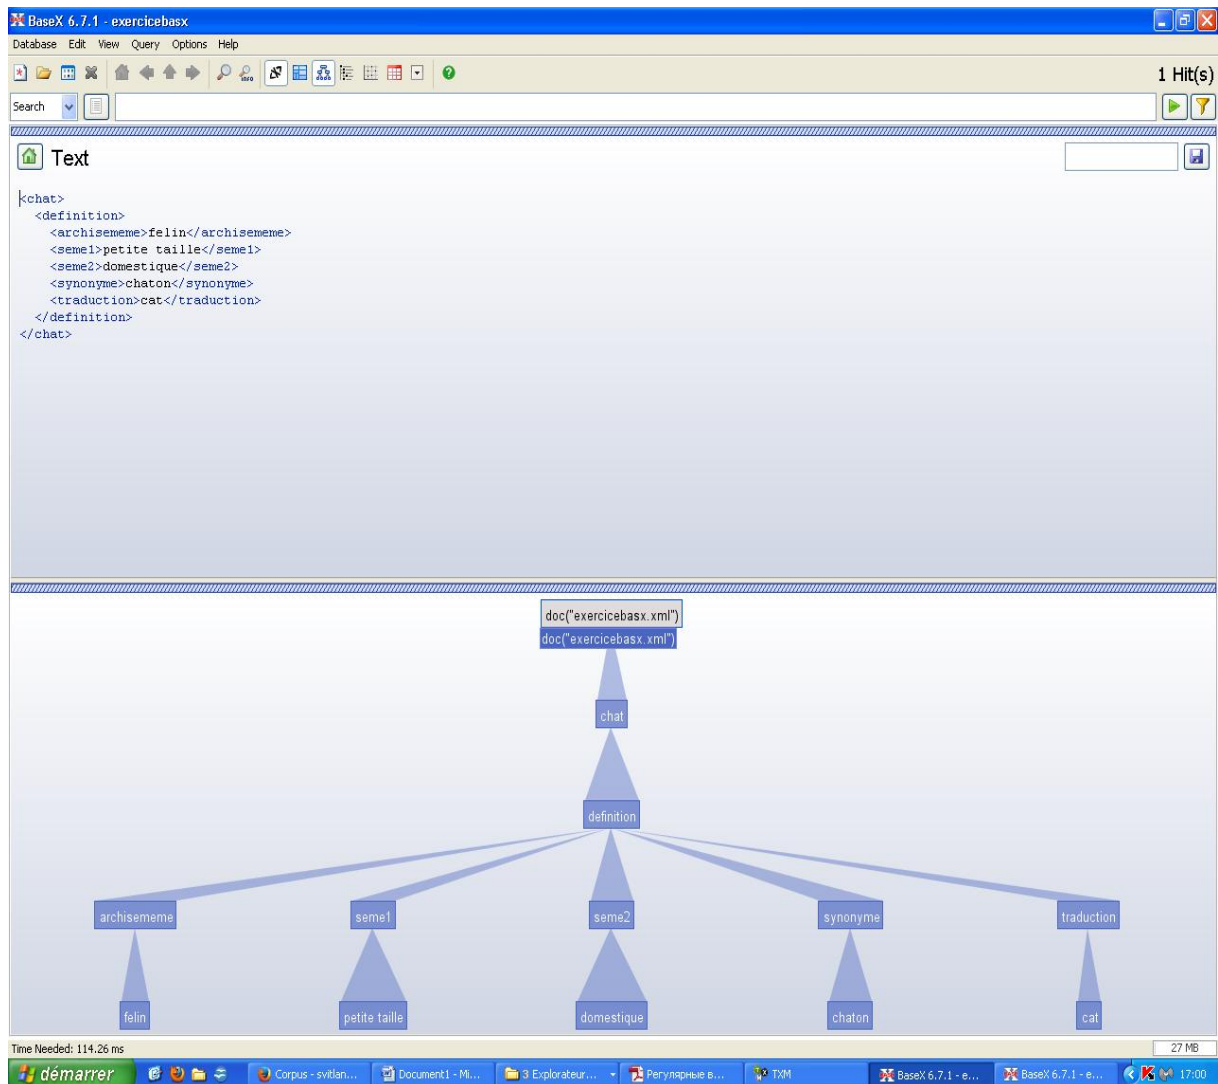 BaseX 6.7.1 - exercicebasx
Database Edit View Query Options Help
1 Hit(s)
Search
Text
<chat>
<definition>
<archisememe>felin</archisememe>
<seme1>petite taille</seme1>
<seme2>domestique</seme2>
<synonyme>chaton</synonyme>
<traduction>cat</traduction>
</definition>
</chat>
doc("exercicebasx.xml")
doc("exercicebasx.xml")
chat
definition
archisememe seme1 seme2 synonyme traduction
felin petite taille domestique chaton cat
Time Needed: 114.26 ms 27 MB
démarrer Corpus - svitlan... Document1 - Mi... 3 Explorateur... Регулярные в... TXM BaseX 6.7.1 - e... BaseX 6.7.1 - e... 17:00